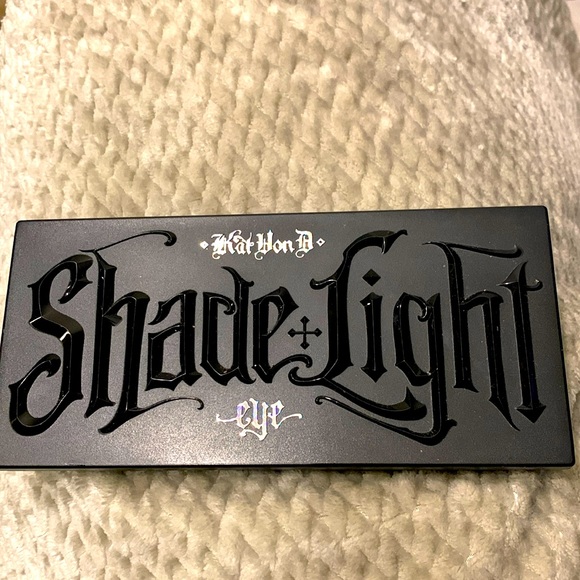 Kat Von D
Shade + Light
eye